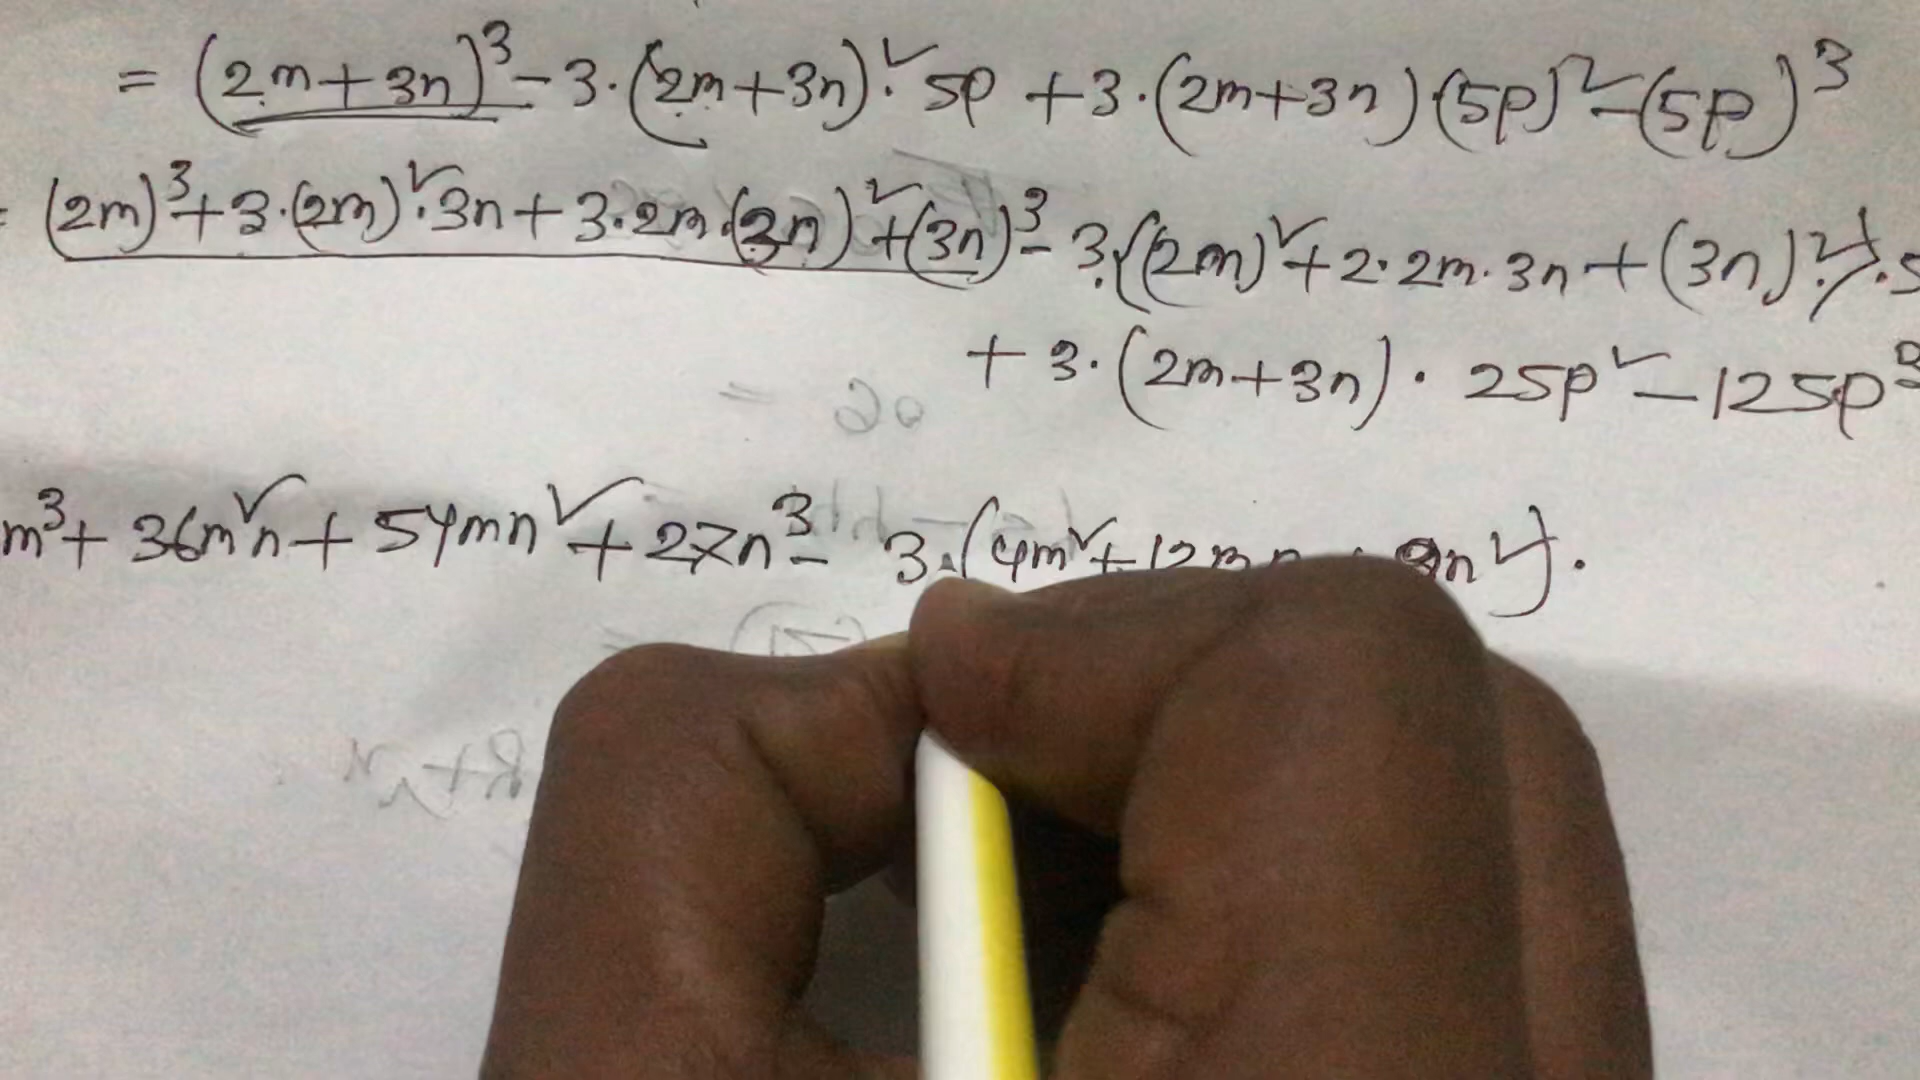 = (2m+3n)³-3.(2m+3n)². 5p +3.(2m+3n)(5p)²-(5p)³
= (2m)³+3.(2m)².3n+3.2m.(3n)²+(3n)³-3.{(2m)²+2.2m.3n+(3n)²}.5
+3.(2m+3n). 25p²-125p³
m³+36m²n+54mn²+27n³- 3.(4m²+12mn+9n²).